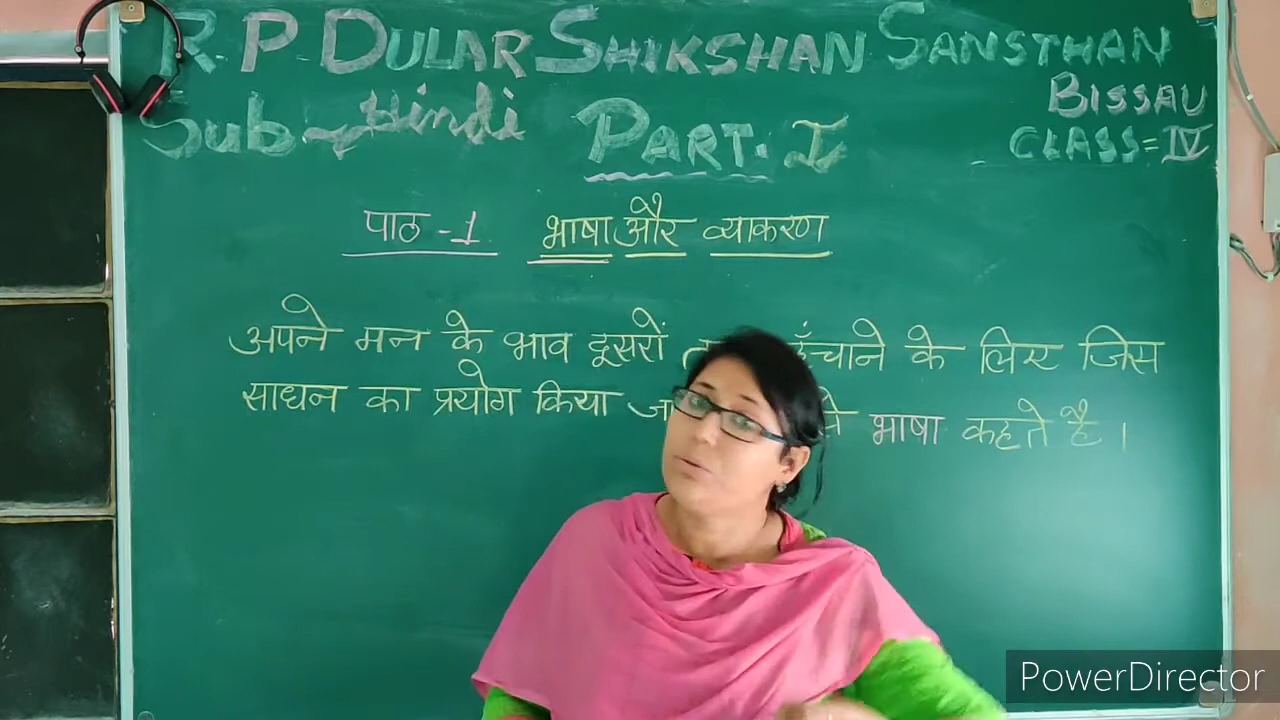 R.P. DULAR SHIKSHAN SANSTHAN
BISSAU
Sub - Hindi PART. I CLASS = IV
पाठ - 1 भाषा और व्याकरण
अपने मन के भाव दूसरों के लिए जिस
साधन का प्रयोग किया भाषा कहते है।
PowerDirector